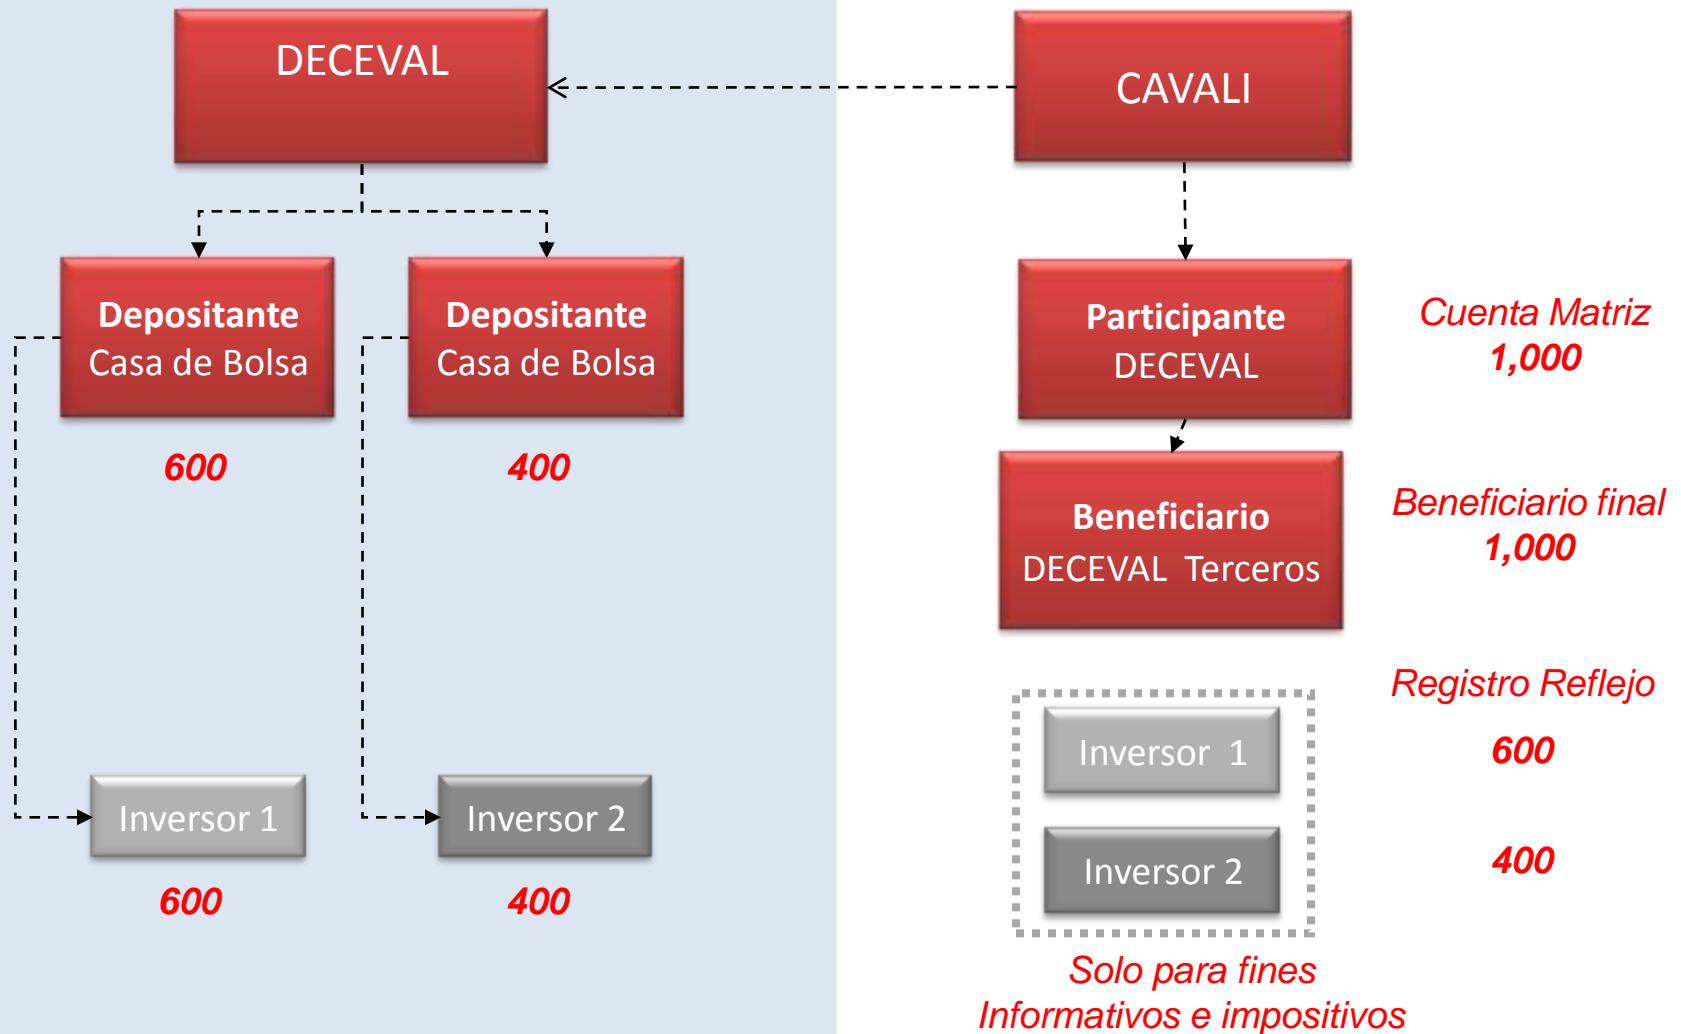 DECEVAL
CAVALI
Depositante
Casa de Bolsa
600
Depositante
Casa de Bolsa
400
Participante
DECEVAL
Cuenta Matriz
1,000
Beneficiario
DECEVAL Terceros
Beneficiario final
1,000
Inversor 1
600
Inversor 2
400
Registro Reflejo
Inversor 1
600
Inversor 2
400
Solo para fines
Informativos e impositivos